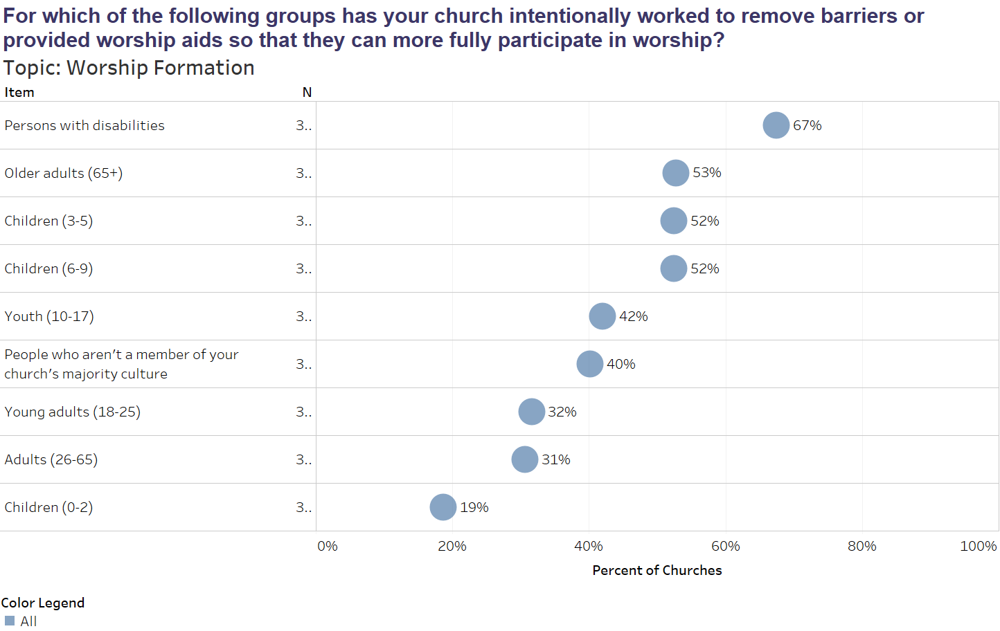 For which of the following groups has your church intentionally worked to remove barriers or
provided worship aids so that they can more fully participate in worship?
Topic: Worship Formation
Item N
Persons with disabilities 3.. 67%
Older adults (65+) 3.. 53%
Children (3-5) 3.. 52%
Children (6-9) 3.. 52%
Youth (10-17) 3.. 42%
People who aren’t a member of your
church’s majority culture 3.. 40%
Young adults (18-25) 3.. 32%
Adults (26-65) 3.. 31%
Children (0-2) 3.. 19%
0% 20% 40% 60% 80% 100%
Percent of Churches
Color Legend
All